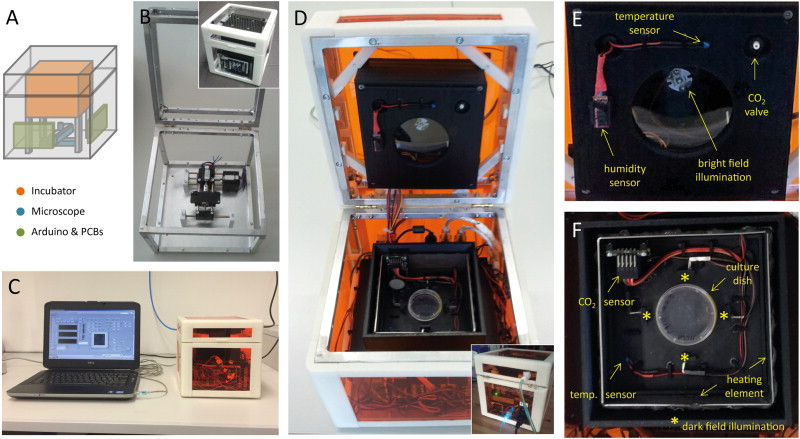 A
Incubator
Microscope
Arduino & PCBs
B
C
D
E
temperature
sensor
CO2
valve
humidity
sensor
bright field
illumination
F
culture
dish
CO2 sensor
temp. sensor
heating
element
* dark field illumination